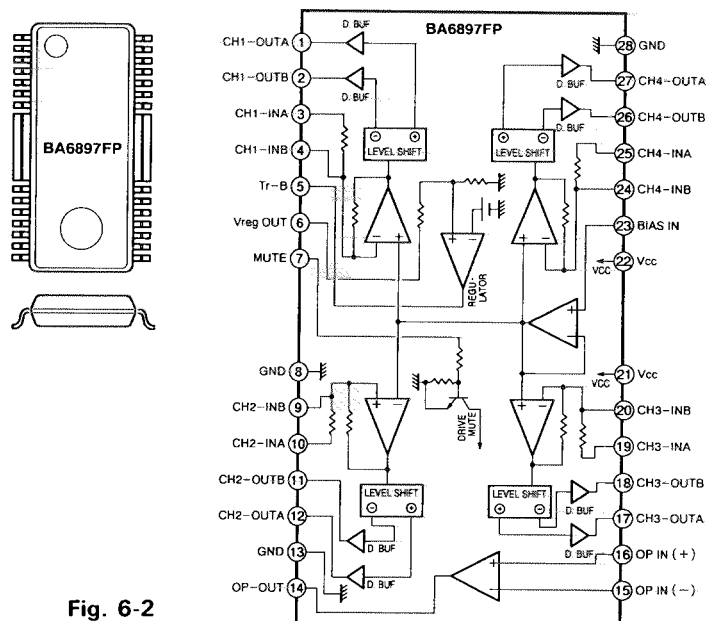 BA6897FP
Fig. 6-2
BA6897FP
CH1-OUTA 1
CH1-OUTB 2
CH1-INA 3
CH1-INB 4
Tr-B 5
Vreg OUT 6
MUTE 7
GND 8
CH2-INB 9
CH2-INA 10
CH2-OUTB 11
CH2-OUTA 12
GND 13
OP-OUT 14
28 GND
27 CH4-OUTA
26 CH4-OUTB
25 CH4-INA
24 CH4-INB
23 BIAS IN
22 Vcc
21 Vcc
20 CH3-INB
19 CH3-INA
18 CH3-OUTB
17 CH3-OUTA
16 OP IN (+)
15 OP IN (−)
D. BUF
D. BUF
LEVEL SHIFT
D. BUF
D. BUF
LEVEL SHIFT
VCC
VCC
REGU-
LATOR
DRIVE
MUTE
LEVEL SHIFT
D. BUF
D. BUF
LEVEL SHIFT
D. BUF
D. BUF